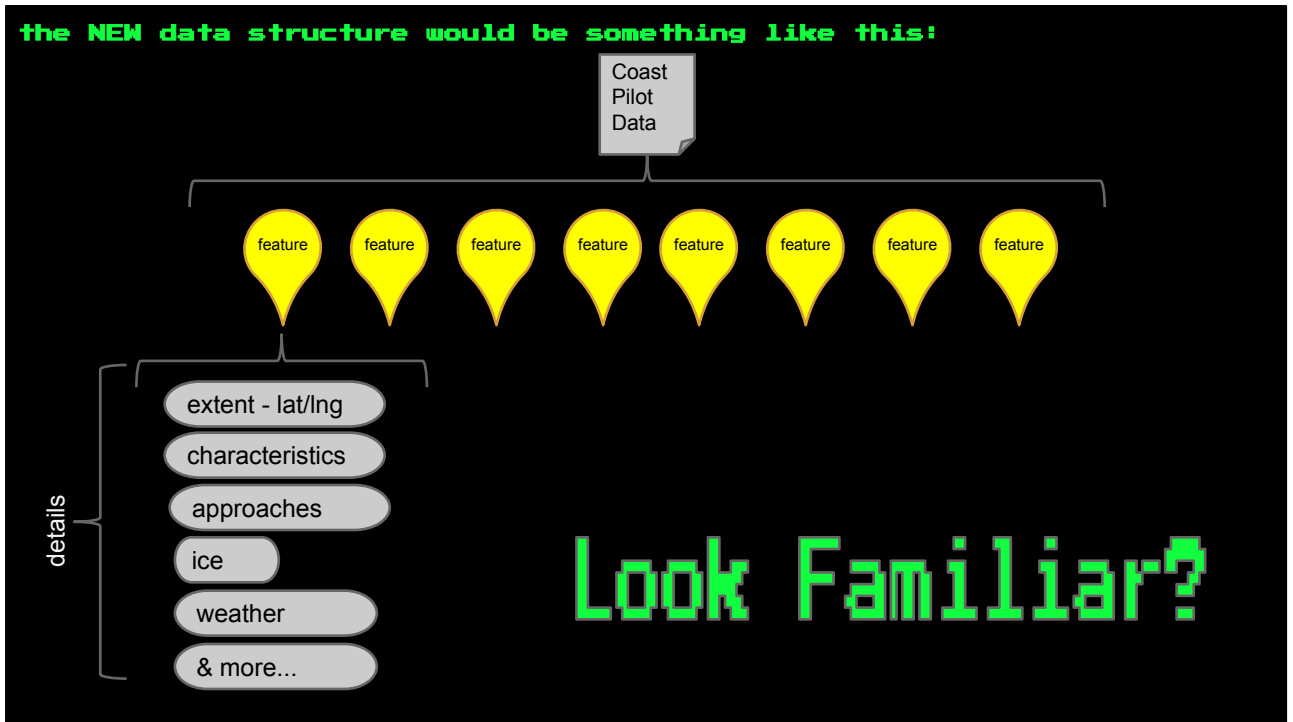 the NEW data structure would be something like this:
Coast
Pilot
Data
feature
feature
feature
feature
feature
feature
feature
feature
extent - lat/lng
characteristics
approaches
ice
weather
& more...
details
Look Familiar?